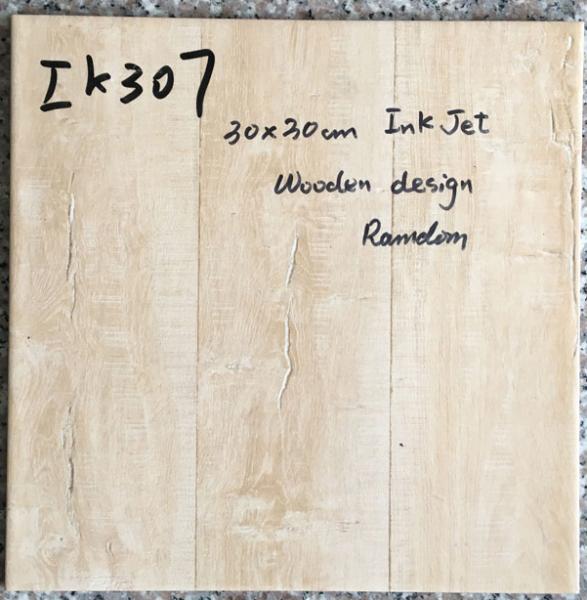 IK307
30x30cm Ink Jet
Wooden design
Ramdom